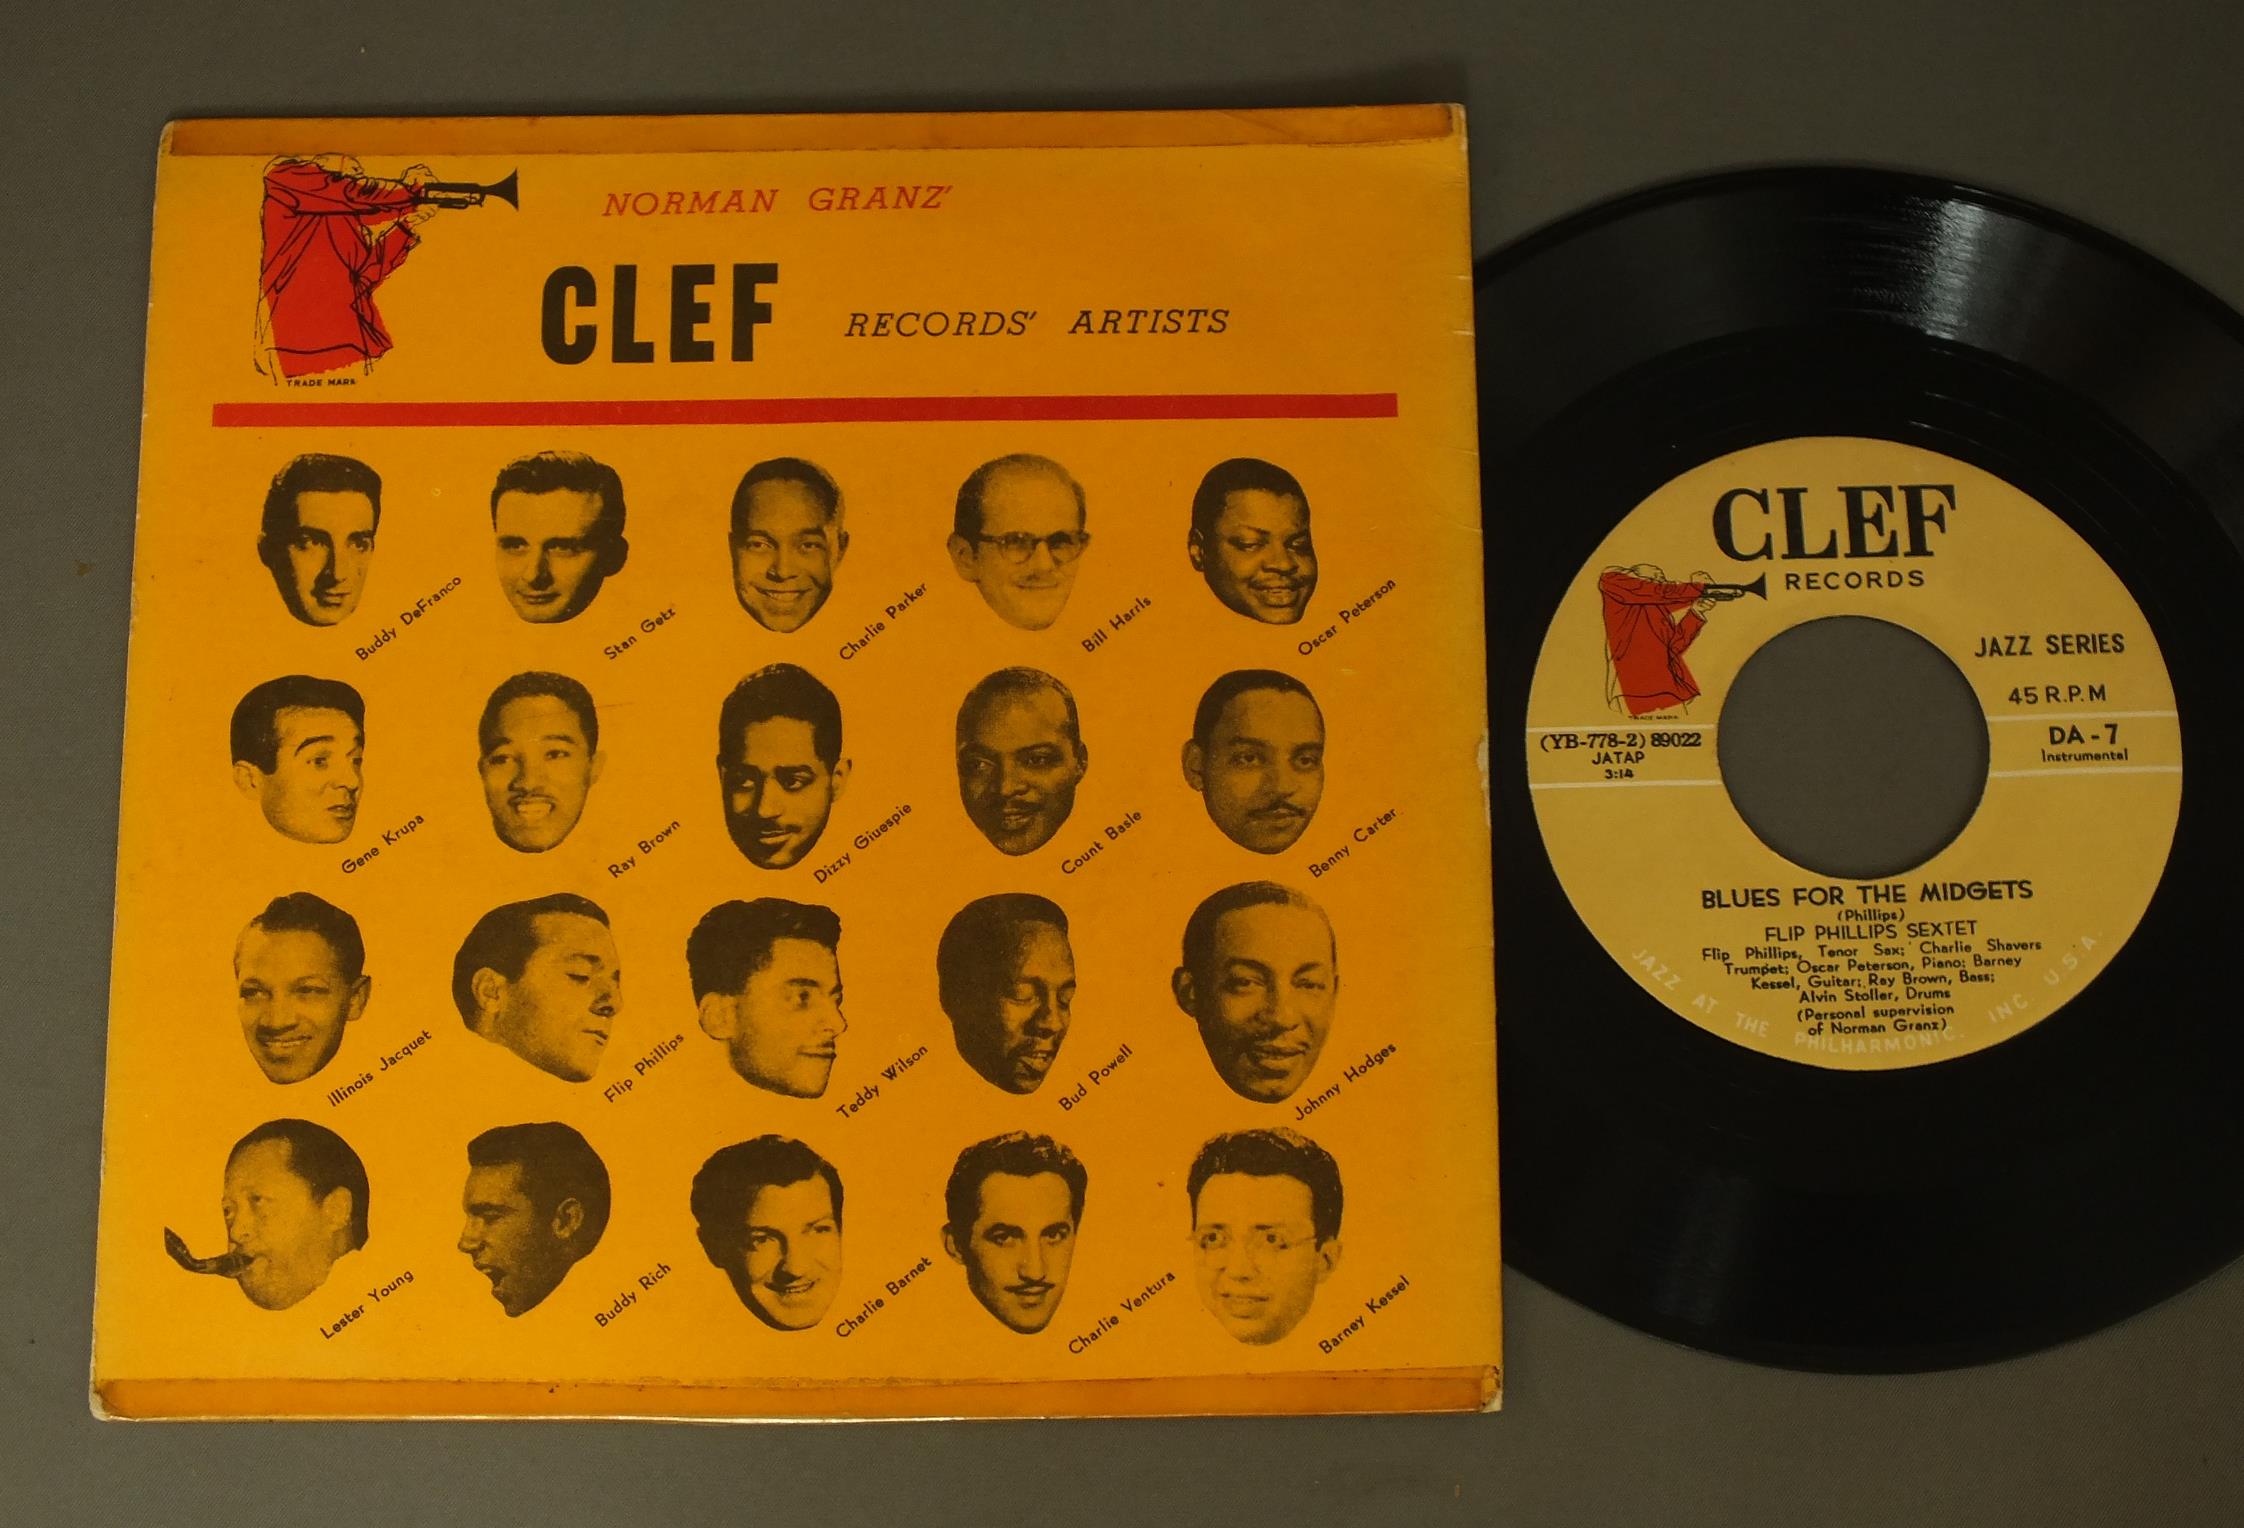 NORMAN GRANZ'
CLEF RECORDS' ARTISTS
TRADE MARK
Buddy DeFranco
Stan Getz
Charlie Parker
Bill Harris
Oscar Peterson
Gene Krupa
Ray Brown
Dizzy Giuespie
Count Basie
Benny Carter
Illinois Jacquet
Flip Phillips
Teddy Wilson
Bud Powell
Johnny Hodges
Lester Young
Buddy Rich
Charlie Barnet
Charlie Ventura
Barney Kessel
CLEF
RECORDS
JAZZ SERIES
45 R.P.M
TRADE MARK
(YB-778-2) 89022
JATAP
3:14
DA-7
Instrumental
BLUES FOR THE MIDGETS
(Phillips)
FLIP PHILLIPS SEXTET
Flip Phillips, Tenor Sax; Charlie Shavers
Trumpet; Oscar Peterson, Piano; Barney
Kessel, Guitar; Ray Brown, Bass;
Alvin Stoller, Drums
(Personal supervision
of Norman Granz)
JAZZ AT THE PHILHARMONIC. INC. U.S.A.